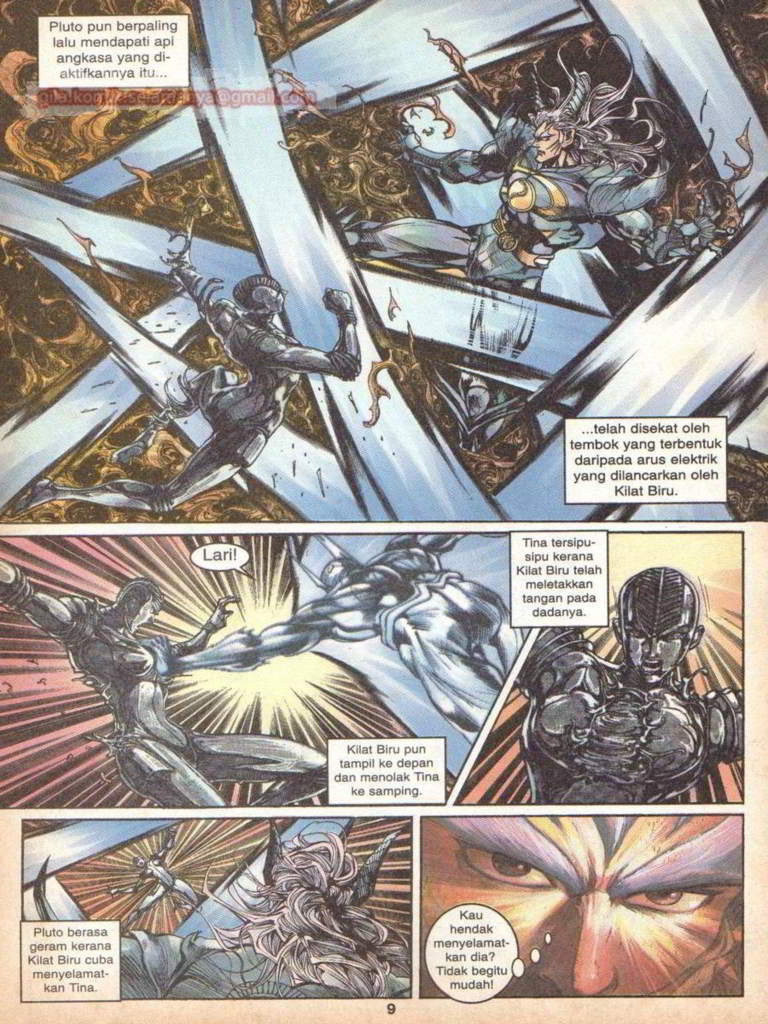 Pluto pun berpaling
lalu mendapati api
angkasa yang di-
aktifkannya itu...
...telah disekat oleh
tembok yang terbentuk
daripada arus elektrik
yang dilancarkan oleh
Kilat Biru.
Lari!
Kilat Biru pun
tampil ke depan
dan menolak Tina
ke samping.
Tina tersipu-
sipu kerana
Kilat Biru telah
meletakkan
tangan pada
dadanya.
Pluto berasa
geram kerana
Kilat Biru cuba
menyelamat-
kan Tina.
Kau
hendak
menyelamat-
kan dia?
Tidak begitu
mudah!
9